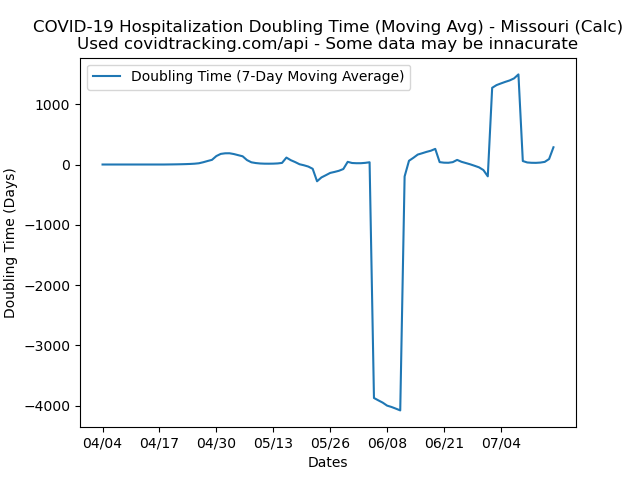 COVID-19 Hospitalization Doubling Time (Moving Avg) - Missouri (Calc)
Used covidtracking.com/api - Some data may be innacurate
Doubling Time (7-Day Moving Average)
Doubling Time (Days)
1000
0
−1000
−2000
−3000
−4000
04/04 04/17 04/30 05/13 05/26 06/08 06/21 07/04
Dates